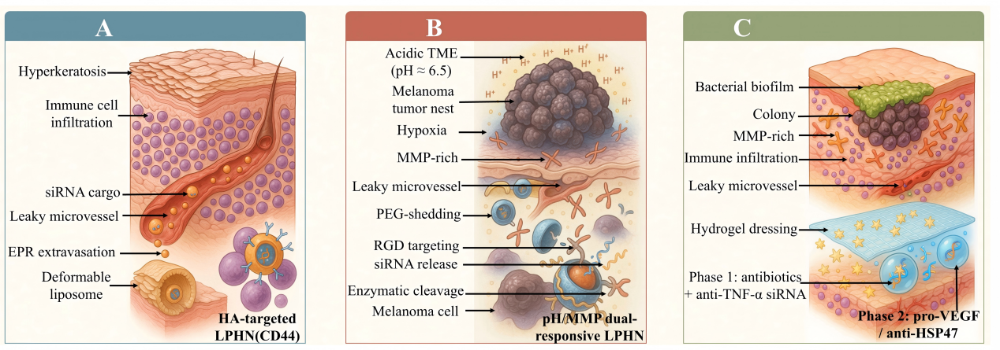 A
Hyperkeratosis
Immune cell
infiltration
siRNA cargo
Leaky microvessel
EPR extravasation
Deformable
liposome
HA-targeted
LPHN(CD44)
B
Acidic TME
(pH ≈ 6.5)
H⁺ H⁺ H⁺ H⁺ H⁺ H⁺ H⁺ H⁺ H⁺ H⁺ H⁺
Melanoma
tumor nest
Hypoxia
MMP-rich
Leaky microvessel
PEG-shedding
RGD targeting
siRNA release
Enzymatic cleavage
Melanoma cell
pH/MMP dual-
responsive LPHN
C
Bacterial biofilm
Colony
MMP-rich
Immune infiltration
Leaky microvessel
Hydrogel dressing
Phase 1: antibiotics
+ anti-TNF-α siRNA
Phase 2: pro-VEGF
/ anti-HSP47